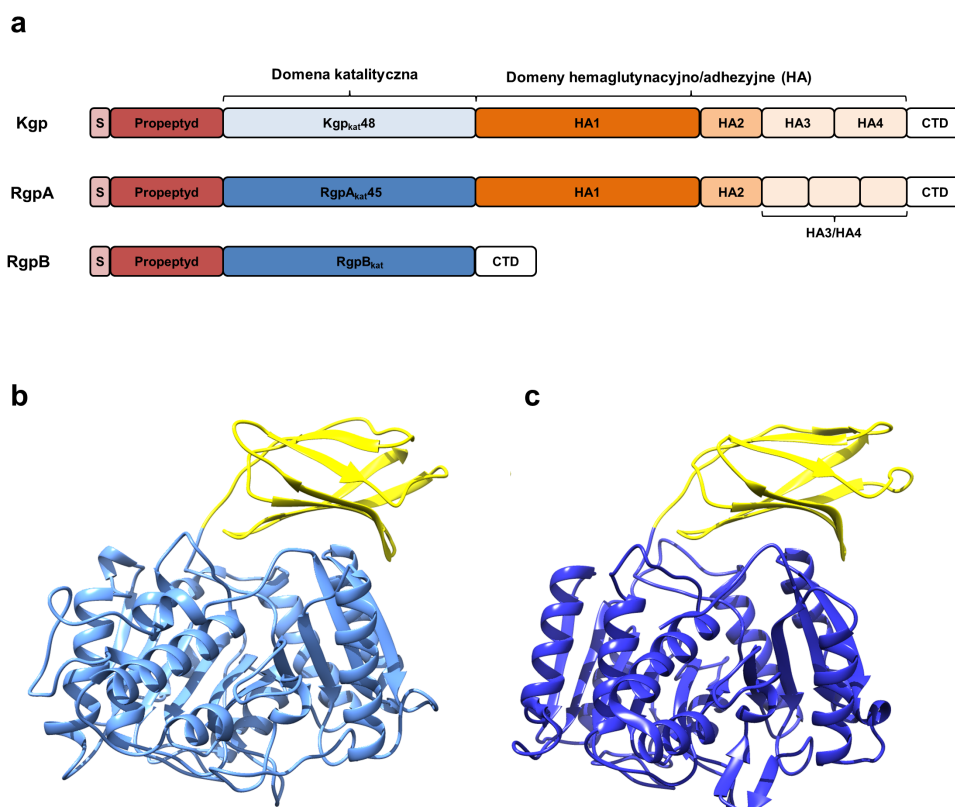 a
Domena katalityczna Domeny hemaglutynacyjno/adhezyjne (HA)
Kgp S Propeptyd Kgpkat48 HA1 HA2 HA3 HA4 CTD
RgpA S Propeptyd RgpAkat45 HA1 HA2 CTD
HA3/HA4
RgpB S Propeptyd RgpBkat CTD
b c